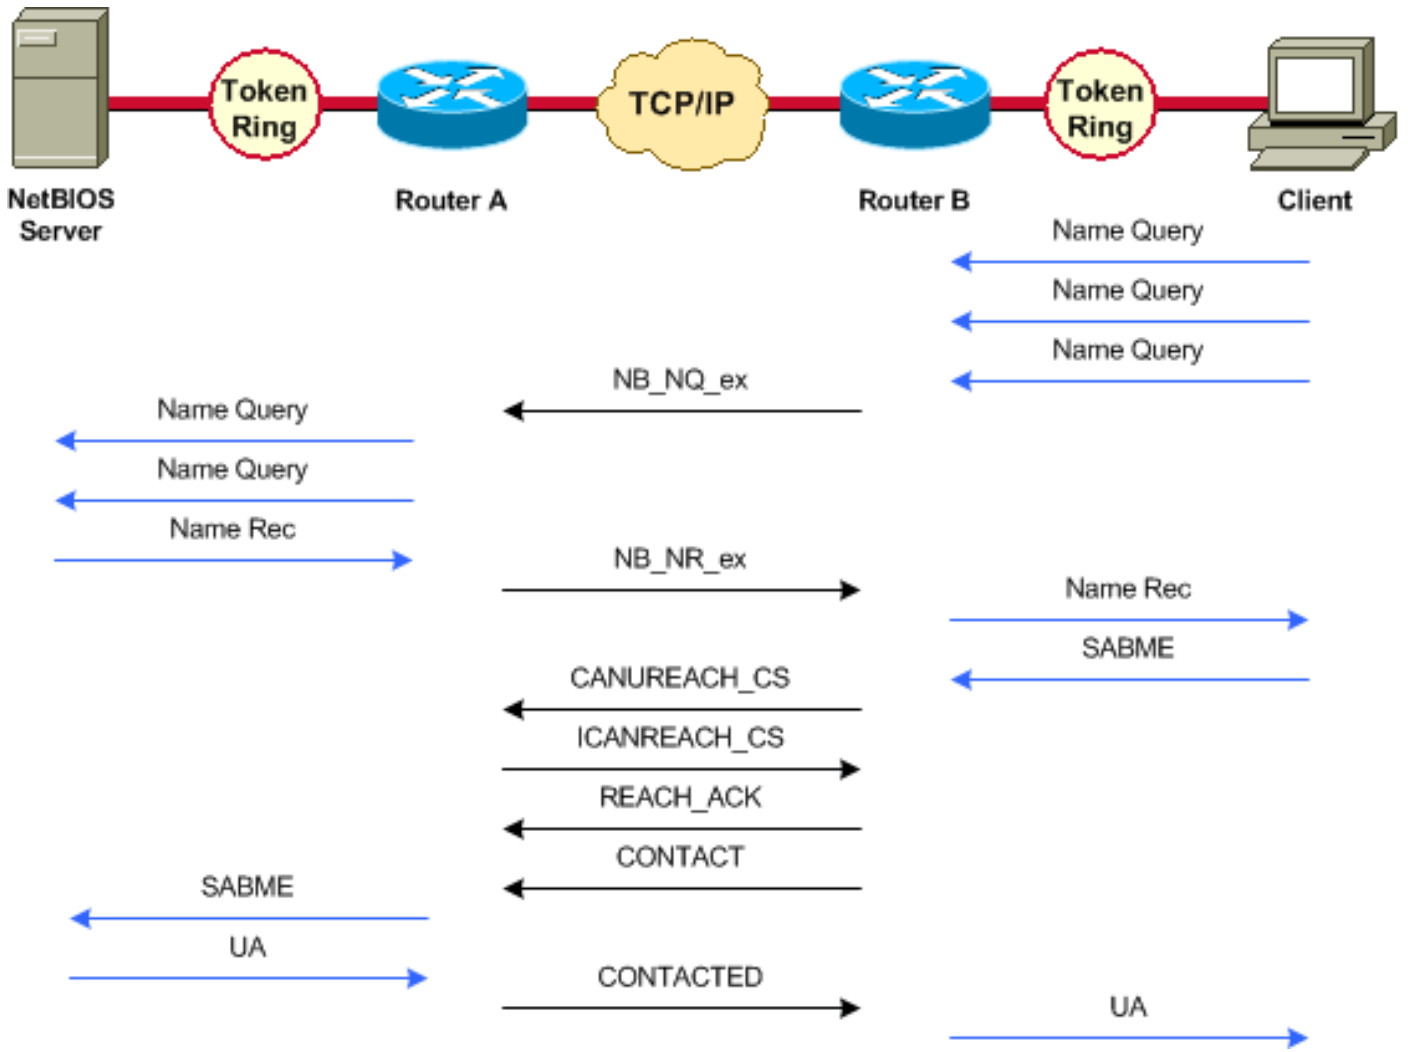 Token
Ring
TCP/IP
Token
Ring
NetBIOS
Server
Router A
Router B
Client
Name Query
Name Query
Name Query
NB_NQ_ex
Name Query
Name Query
Name Rec
NB_NR_ex
Name Rec
SABME
CANUREACH_CS
ICANREACH_CS
REACH_ACK
CONTACT
SABME
UA
CONTACTED
UA